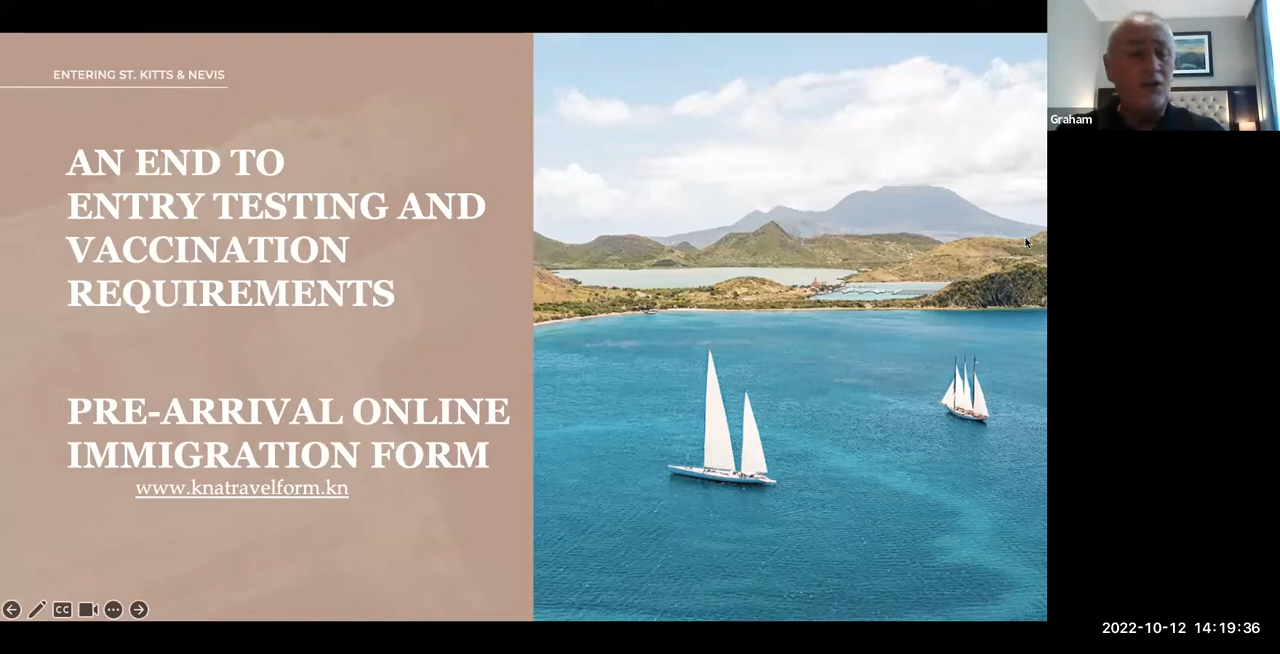 ENTERING ST. KITTS & NEVIS
AN END TO
ENTRY TESTING AND
VACCINATION
REQUIREMENTS
PRE-ARRIVAL ONLINE
IMMIGRATION FORM
www.knatravelform.kn
CC
Graham
2022-10-12 14:19:36